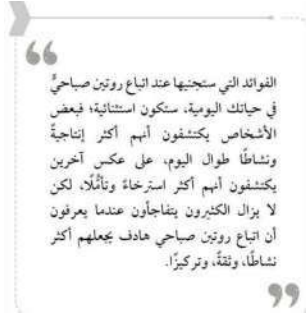 الفوائد التي ستجنيها عند اتباع روتين صباحيٍّ
في حياتك اليومية، ستكون استثنائية؛ فبعض
الأشخاص يكتشفون أنهم أكثر إنتاجيةً
ونشاطًا طوال اليوم، على عكس آخرين
يكتشفون أنهم أكثر استرخاءً وتأمُّلًا، لكن
لا يزال الكثيرون يتفاجأون عندما يعرفون
أن اتباع روتين صباحي هادف يجعلهم أكثر
نشاطًا، وثقةً، وتركيزًا.